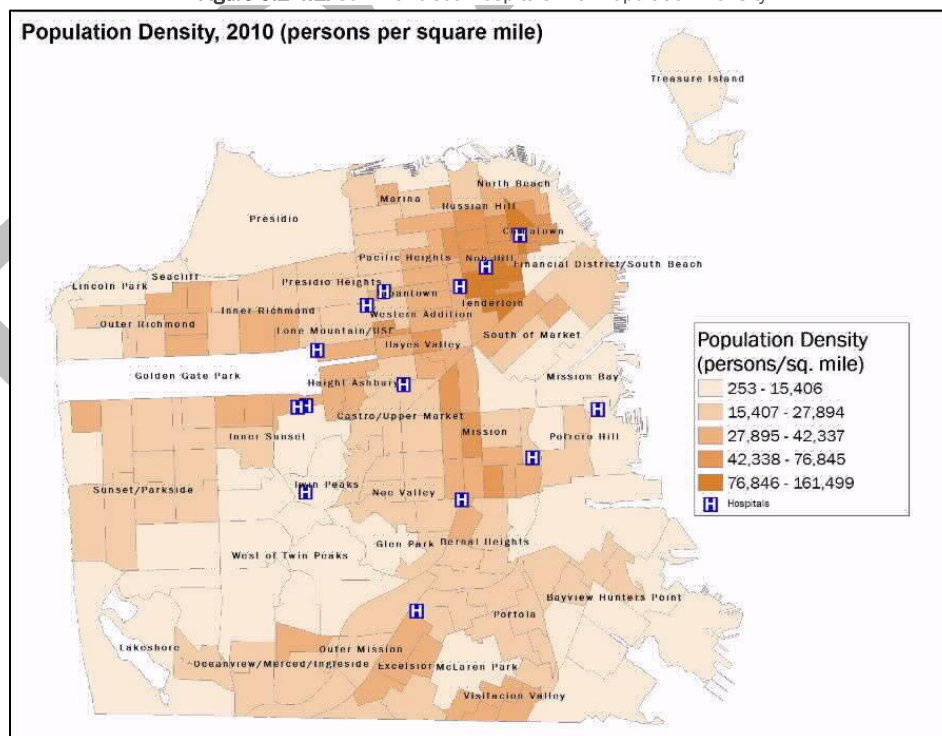 Population Density, 2010 (persons per square mile)
Treasure Island
North Beach
Marina
Russian Hill
Presidio
Chinatown
Pacific Heights
Nob Hill
Financial District/South Beach
Seacliff
Lincoln Park
Presidio Heights
Japantown
Tenderloin
Outer Richmond
Inner Richmond
Western Addition
Lone Mountain/USF
South of Market
Hayes Valley
Golden Gate Park
Mission Bay
Haight Ashbury
Castro/Upper Market
Inner Sunset
Mission
Potrero Hill
Twin Peaks
Sunset/Parkside
Noe Valley
Glen Park
Bernal Heights
West of Twin Peaks
Bayview Hunters Point
Portola
Lakeshore
Outer Mission
Oceanview/Merced/Ingleside
Excelsior
McLaren Park
Visitacion Valley
Population Density
(persons/sq. mile)
253 - 15,406
15,407 - 27,894
27,895 - 42,337
42,338 - 76,845
76,846 - 161,499
H Hospitals